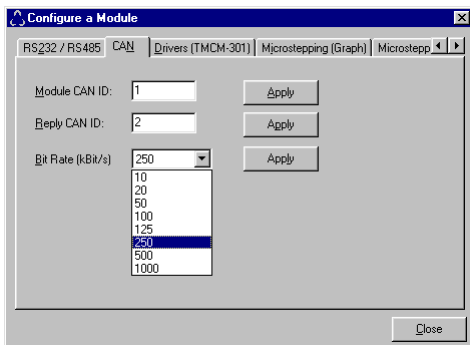 Configure a Module
RS232 / RS485 CAN Drivers (TMCM-301) Microstepping (Graph) Microstepp
Module CAN ID: 1 Apply
Reply CAN ID: 2 Apply
Bit Rate (kBit/s) 250 Apply
10
20
50
100
125
250
500
1000
Close